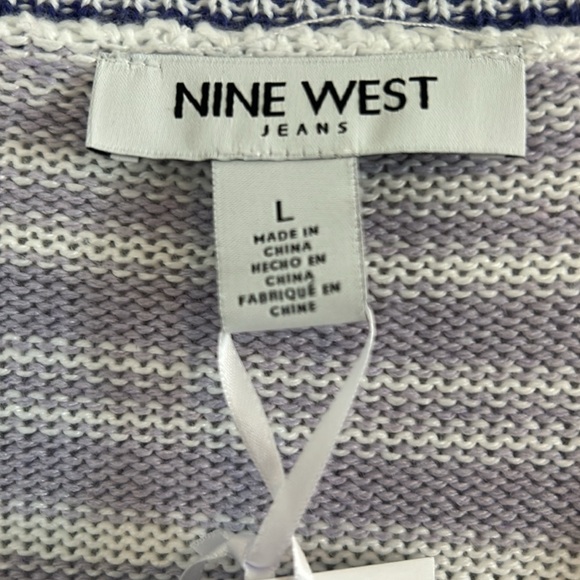 NINE WEST
JEANS
L
MADE IN
CHINA
HECHO EN
CHINA
FABRIQUÉ EN
CHINE